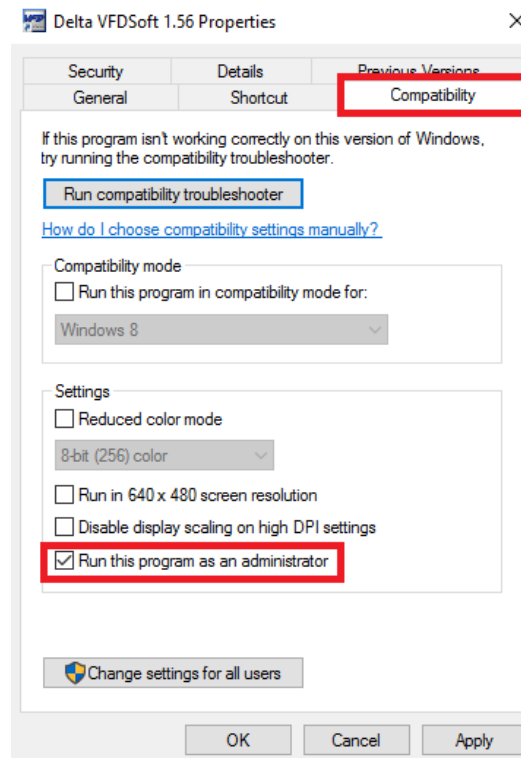 Delta VFDSoft 1.56 Properties
Security Details Previous Versions
General Shortcut Compatibility
If this program isn't working correctly on this version of Windows,
try running the compatibility troubleshooter.
Run compatibility troubleshooter
How do I choose compatibility settings manually?
Compatibility mode
Run this program in compatibility mode for:
Windows 8
Settings
Reduced color mode
8-bit (256) color
Run in 640 x 480 screen resolution
Disable display scaling on high DPI settings
Run this program as an administrator
Change settings for all users
OK Cancel Apply